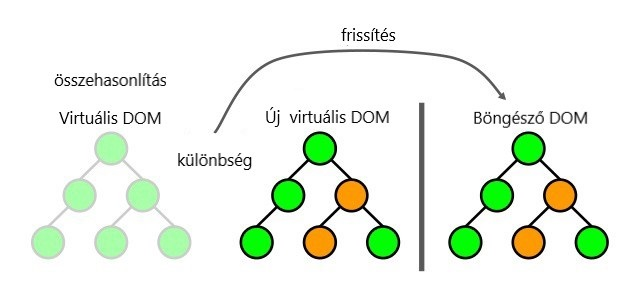 frissítés
összehasonlítás
Virtuális DOM
különbség
Új virtuális DOM
Böngésző DOM